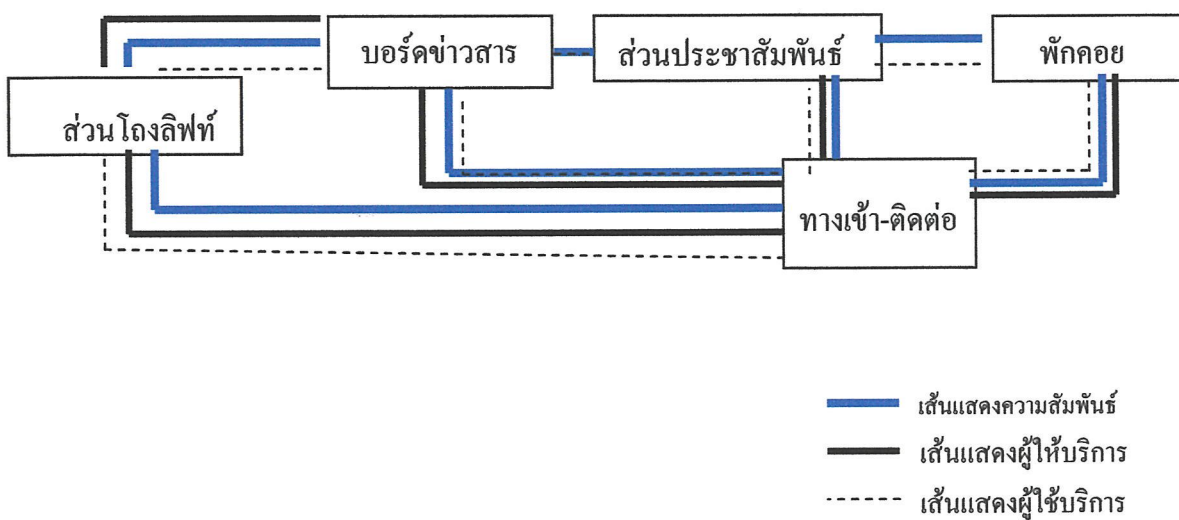 บอร์ดข่าวสาร
ส่วนประชาสัมพันธ์
พักคอย
ส่วนโถงลิฟท์
ทางเข้า-ติดต่อ
เส้นแสดงความสัมพันธ์
เส้นแสดงผู้ให้บริการ
เส้นแสดงผู้ใช้บริการ